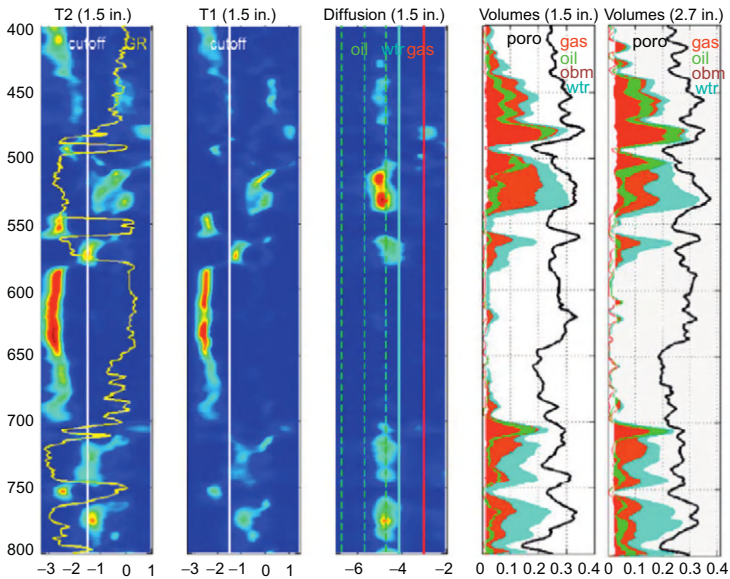 T2 (1.5 in.) T1 (1.5 in.) Diffusion (1.5 in.) Volumes (1.5 in.) Volumes (2.7 in.)
cutoff GR cutoff oil wtr gas poro gas poro gas
oil oil
obm obm
wtr wtr
400
450
500
550
600
650
700
750
800
−3 −2 −1 0 1 −3 −2 −1 0 1 −6 −4 −2 0 0.1 0.2 0.3 0.4 0 0.1 0.2 0.3 0.4